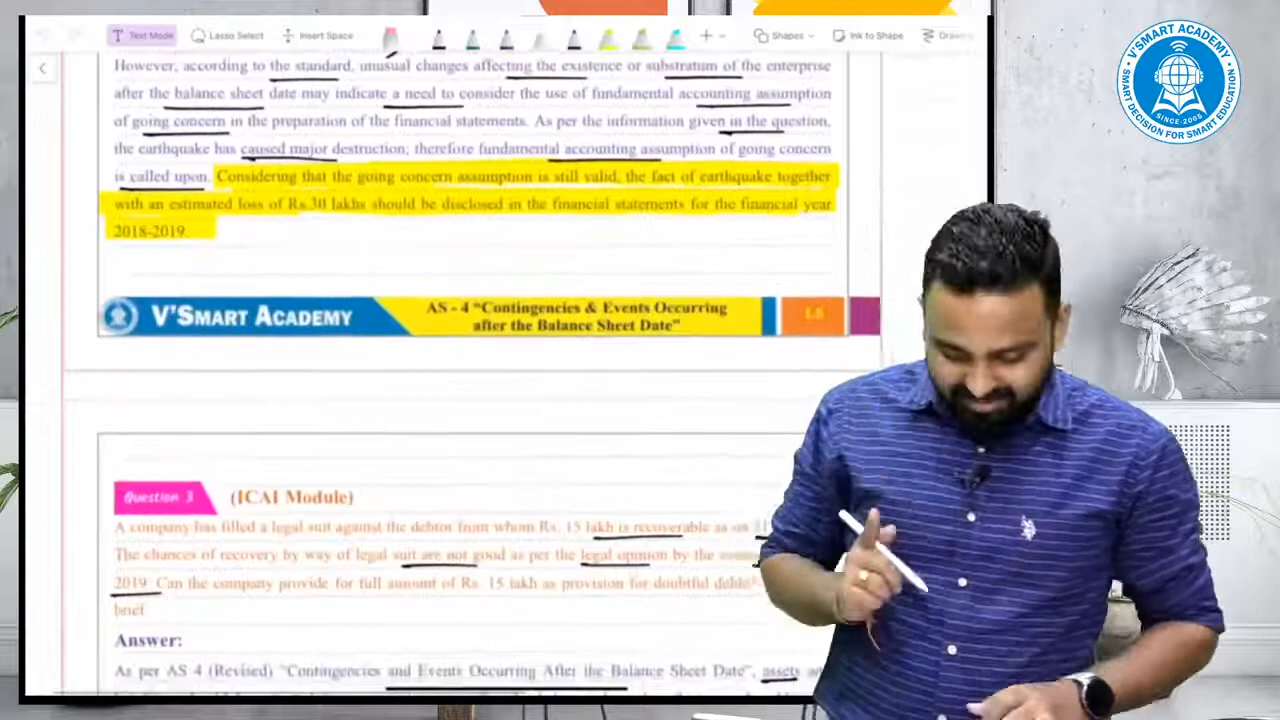 Text Mode
Lasso Select
Insert Space
Shapes
Ink to Shape
However, according to the standard, unusual changes affecting the existence or substratum of the enterprise
after the balance sheet date may indicate a need to consider the use of fundamental accounting assumption
of going concern in the preparation of the financial statements. As per the information given in the question,
the earthquake has caused major destruction; therefore fundamental accounting assumption of going concern
is called upon. Considering that the going concern assumption is still valid, the fact of earthquake together
with an estimated loss of Rs.30 lakhs should be disclosed in the financial statements for the financial year
2018-2019.
V'SMART ACADEMY
AS - 4 "Contingencies & Events Occurring
after the Balance Sheet Date"
Question 3 (ICAI Module)
A company has filled a legal suit against the debtor from whom Rs. 15 lakh is recoverable as on
The chances of recovery by way of legal suit are not good as per the legal opinion by the
2019. Can the company provide for full amount of Rs. 15 lakh as provision for doubtful debts
brief
Answer:
As per AS 4 (Revised) "Contingencies and Events Occurring After the Balance Sheet Date", assets
V'SMART ACADEMY
SMART DECISION FOR SMART EDUCATION
SINCE-2005